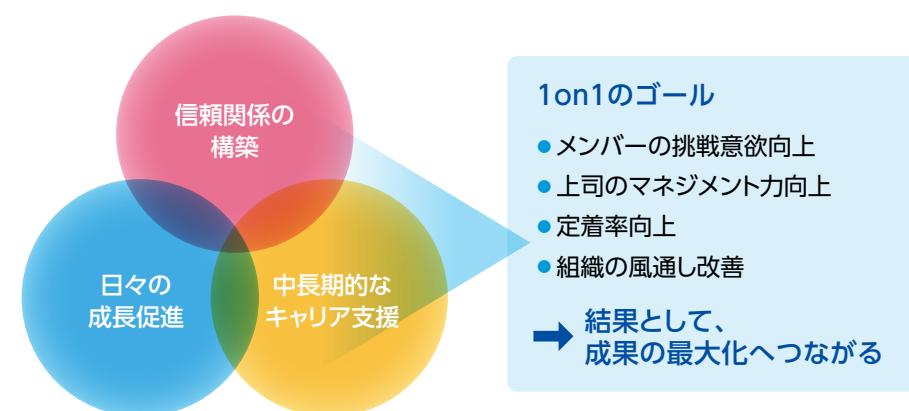 信頼関係の
構築
日々の
成長促進
中長期的な
キャリア支援
1on1のゴール
●メンバーの挑戦意欲向上
●上司のマネジメント力向上
●定着率向上
●組織の風通し改善
➡ 結果として、
成果の最大化へつながる